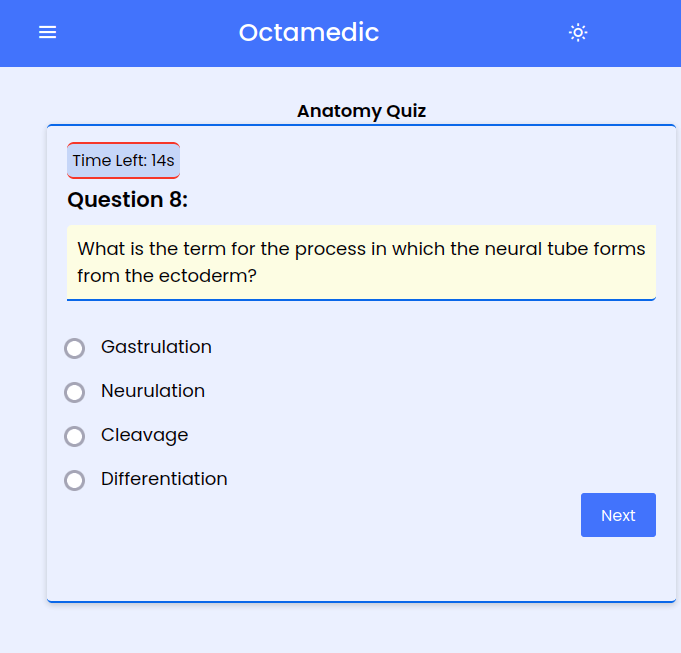 Octamedic
Anatomy Quiz
Time Left: 14s
Question 8:
What is the term for the process in which the neural tube forms
from the ectoderm?
Gastrulation
Neurulation
Cleavage
Differentiation
Next